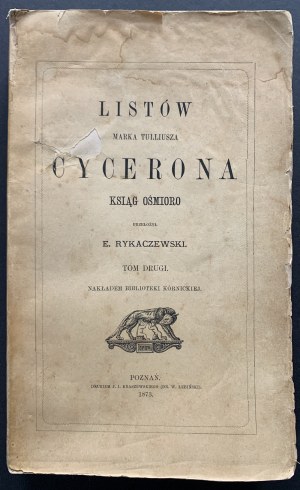 LISTÓW
MARKA TULLIUSZA
CYCERONA
KSIĄG OŚMIORO
PRZEŁOŻYŁ
E. RYKACZEWSKI.
TOM DRUGI.
NAKŁADEM BIBLIOTEKI KÓRNICKIEJ.
POZNAŃ.
1873.